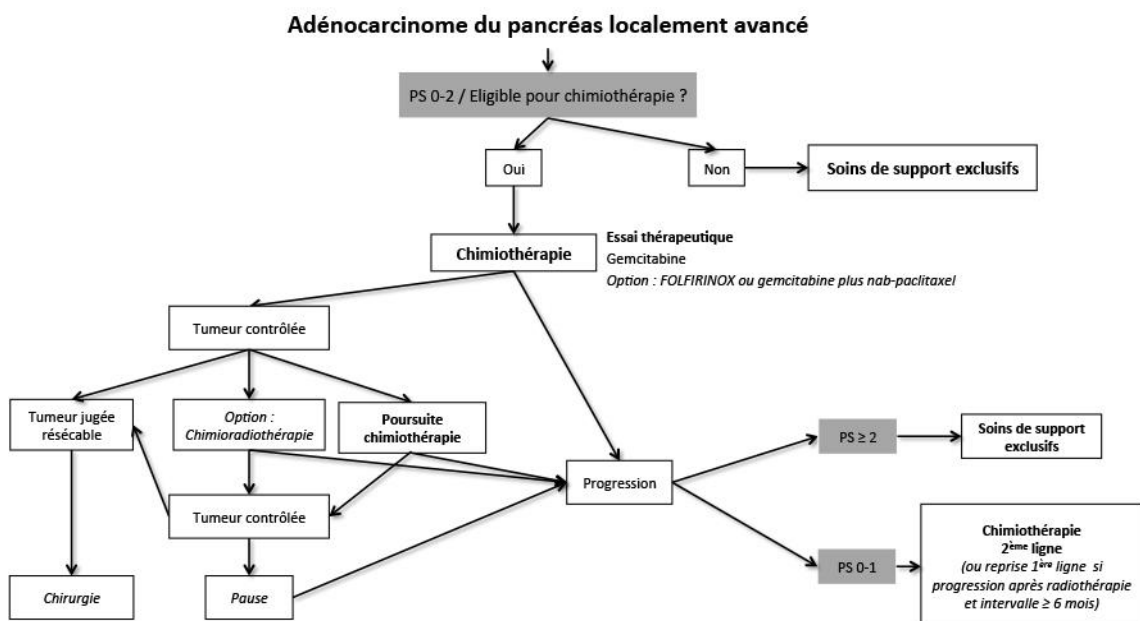 Adénocarcinome du pancréas localement avancé
PS 0-2 / Eligible pour chimiothérapie ?
Oui
Non
Soins de support exclusifs
Chimiothérapie
Essai thérapeutique
Gemcitabine
Option : FOLFIRINOX ou gemcitabine plus nab-paclitaxel
Tumeur contrôlée
Tumeur jugée
résécable
Option :
Chimioradiothérapie
Poursuite
chimiothérapie
Progression
PS ≥ 2
Soins de support
exclusifs
Tumeur contrôlée
Chirurgie
Pause
PS 0-1
Chimiothérapie
2ème ligne
(ou reprise 1ère ligne si
progression après radiothérapie
et intervalle ≥ 6 mois)